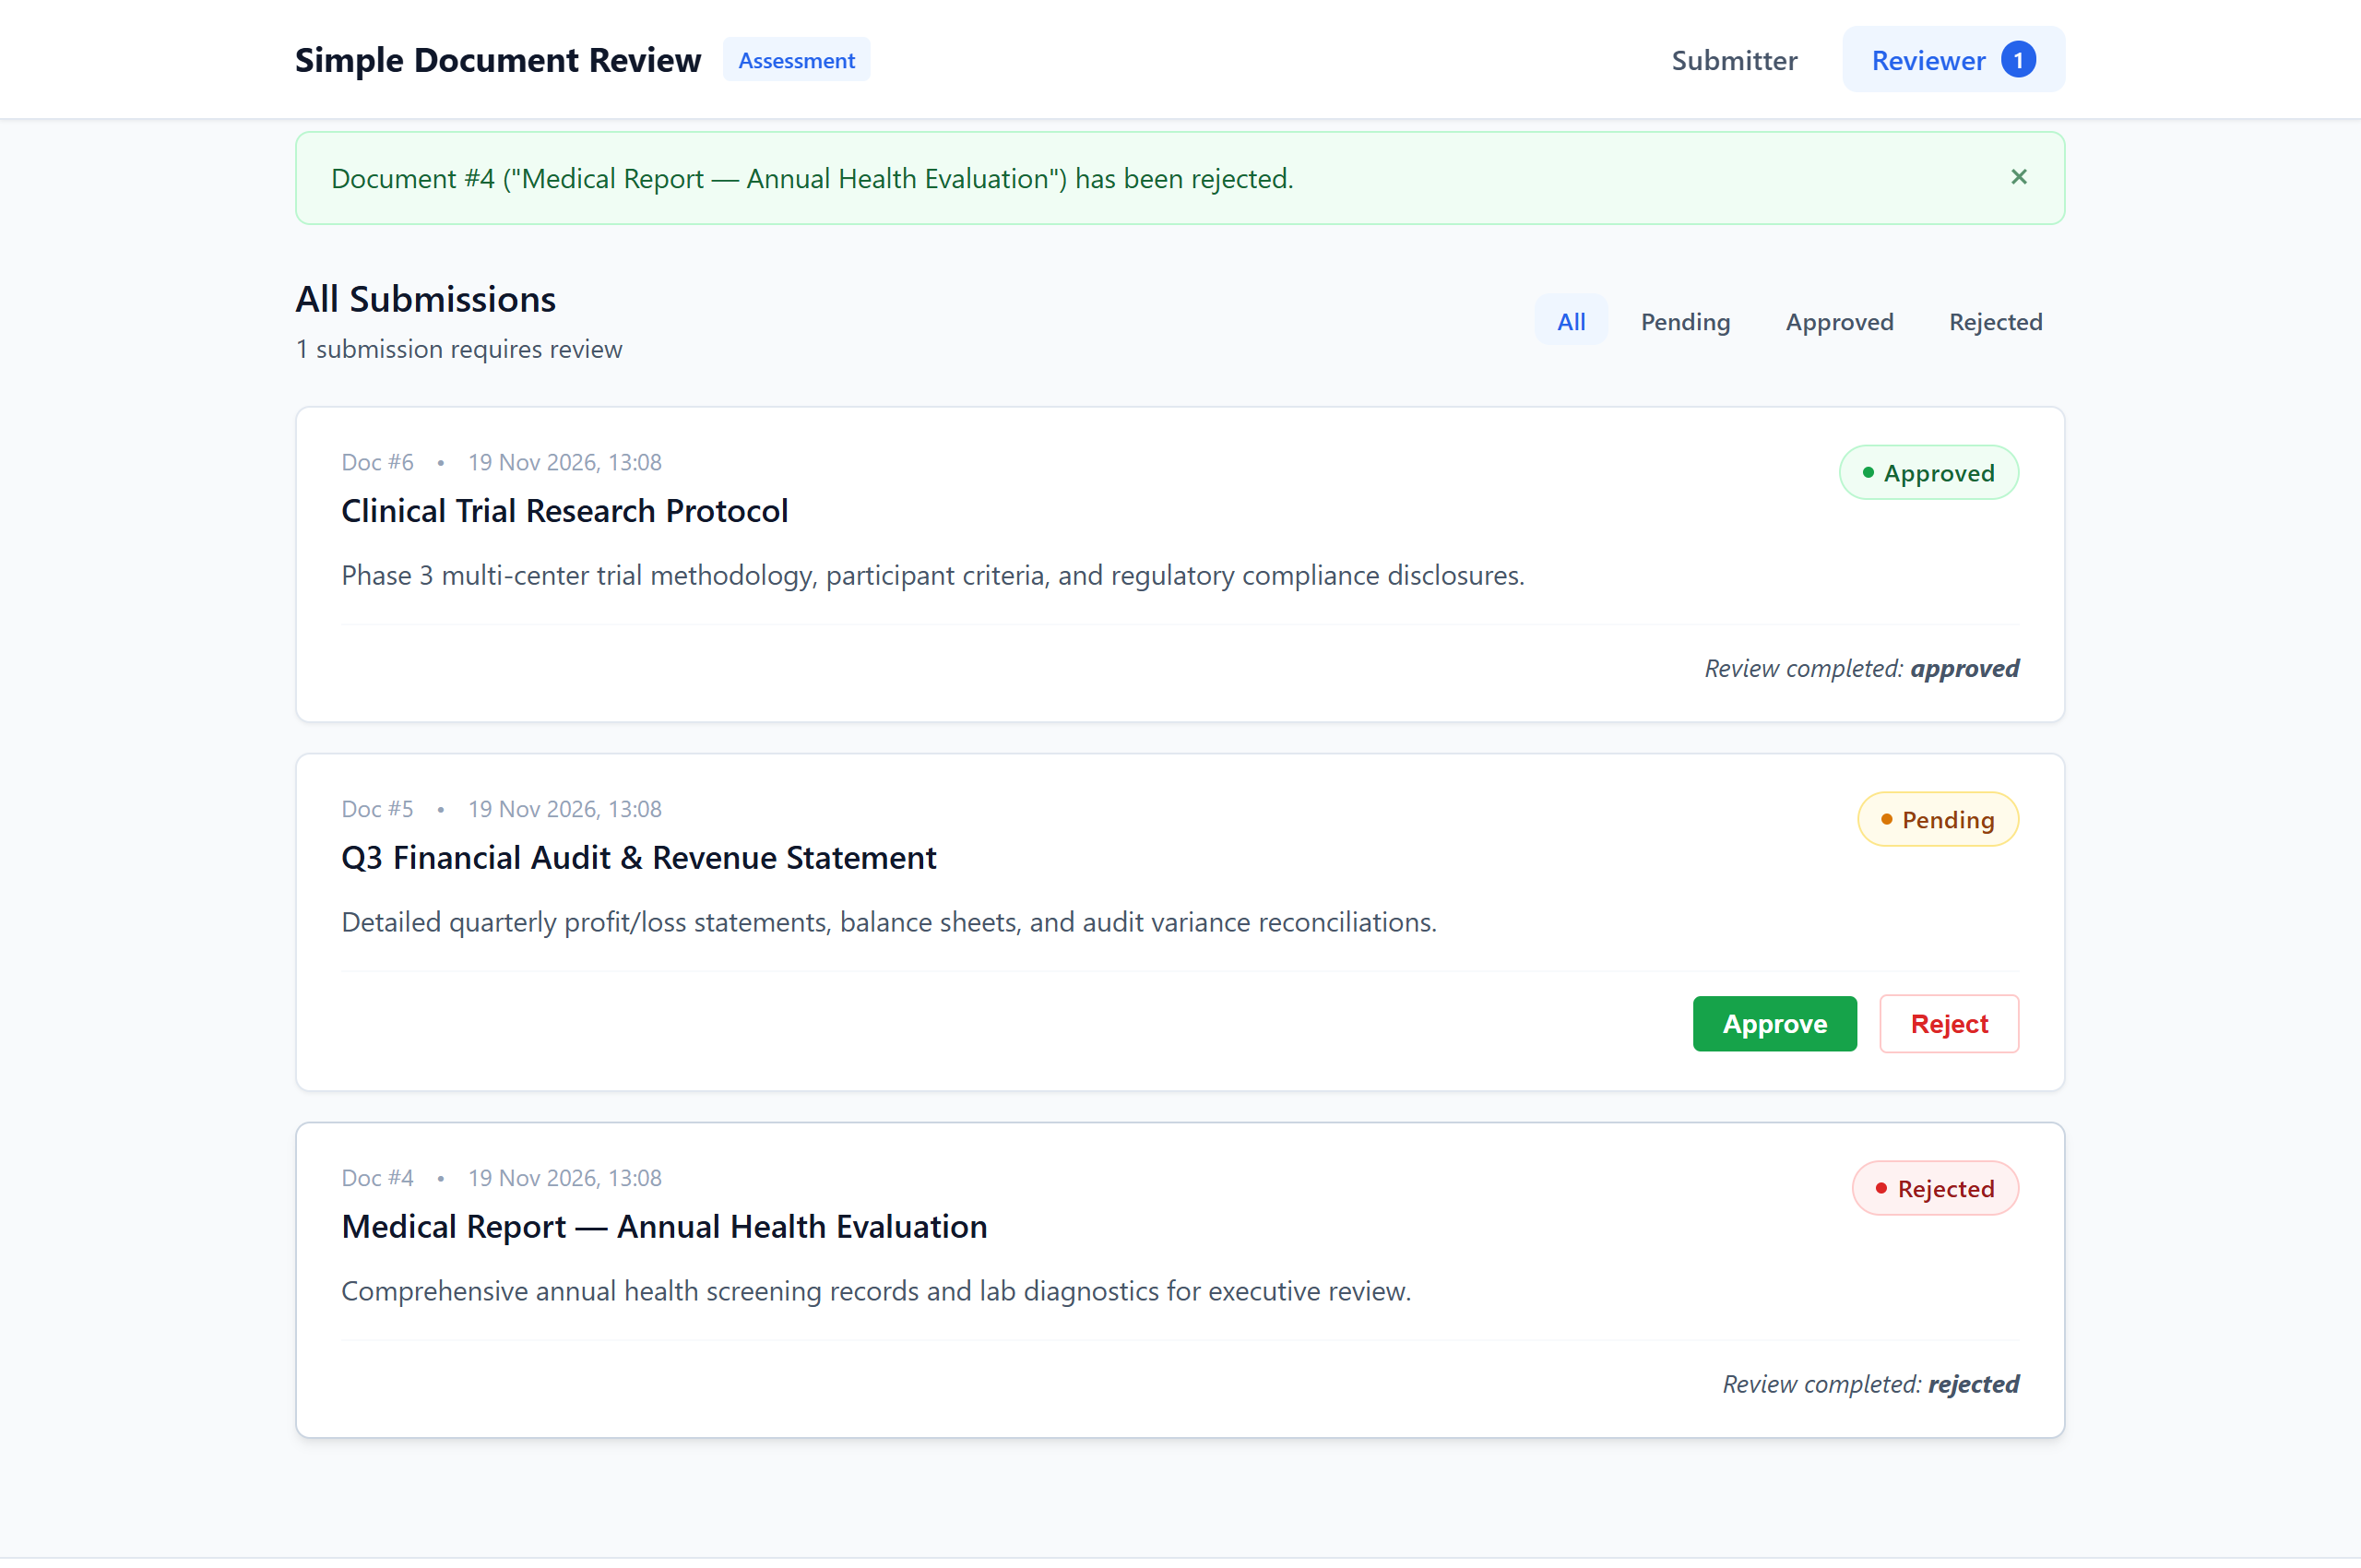 Simple Document Review Assessment Submitter Reviewer 1
Document #4 ("Medical Report — Annual Health Evaluation") has been rejected. ×
All Submissions
1 submission requires review
All Pending Approved Rejected
Doc #6 • 19 Nov 2026, 13:08
Approved
Clinical Trial Research Protocol
Phase 3 multi-center trial methodology, participant criteria, and regulatory compliance disclosures.
Review completed: approved
Doc #5 • 19 Nov 2026, 13:08
Pending
Q3 Financial Audit & Revenue Statement
Detailed quarterly profit/loss statements, balance sheets, and audit variance reconciliations.
Approve Reject
Doc #4 • 19 Nov 2026, 13:08
Rejected
Medical Report — Annual Health Evaluation
Comprehensive annual health screening records and lab diagnostics for executive review.
Review completed: rejected